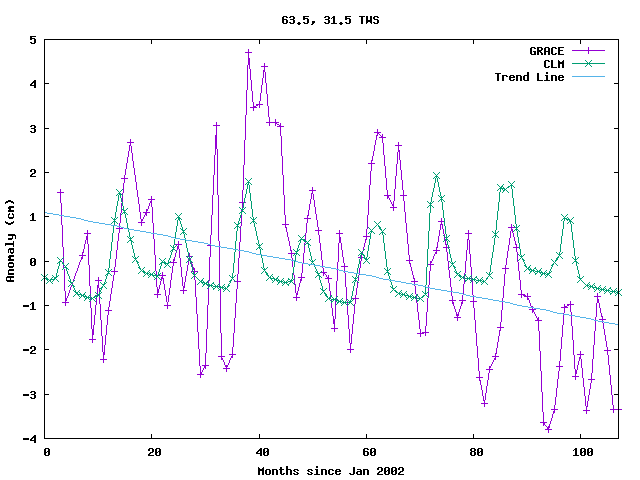 63.5, 31.5 TWS
GRACE
CLM
Trend Line
5
4
3
2
1
0
-1
-2
-3
-4
Anomaly (cm)
0 20 40 60 80 100
Months since Jan 2002